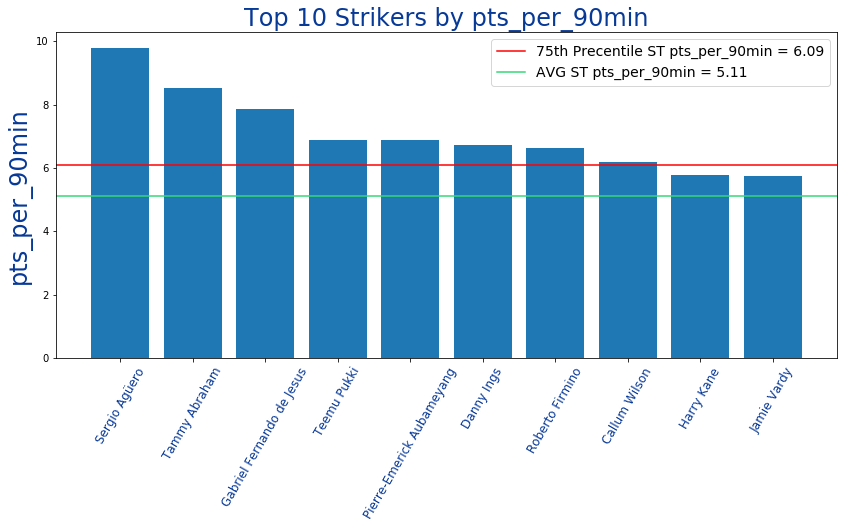 Top 10 Strikers by pts_per_90min
75th Precentile ST pts_per_90min = 6.09
AVG ST pts_per_90min = 5.11
pts_per_90min
10
8
6
4
2
0
Sergio Agüero
Tammy Abraham
Gabriel Fernando de Jesus
Teemu Pukki
Pierre-Emerick Aubameyang
Danny Ings
Roberto Firmino
Callum Wilson
Harry Kane
Jamie Vardy